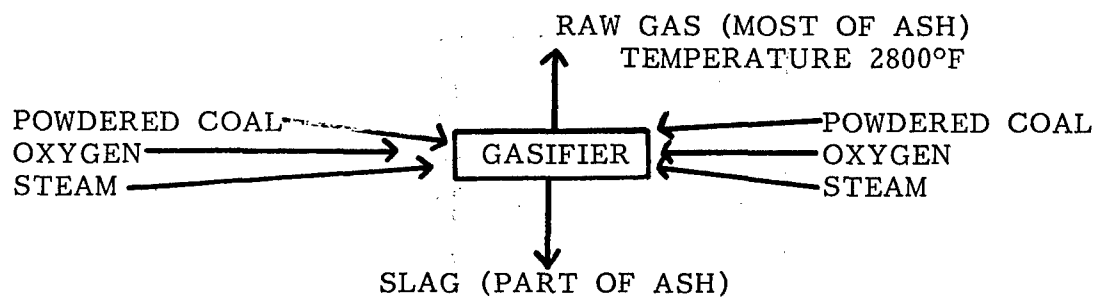 RAW GAS (MOST OF ASH)
TEMPERATURE 2800°F
POWDERED COAL
OXYGEN
STEAM
GASIFIER
POWDERED COAL
OXYGEN
STEAM
SLAG (PART OF ASH)